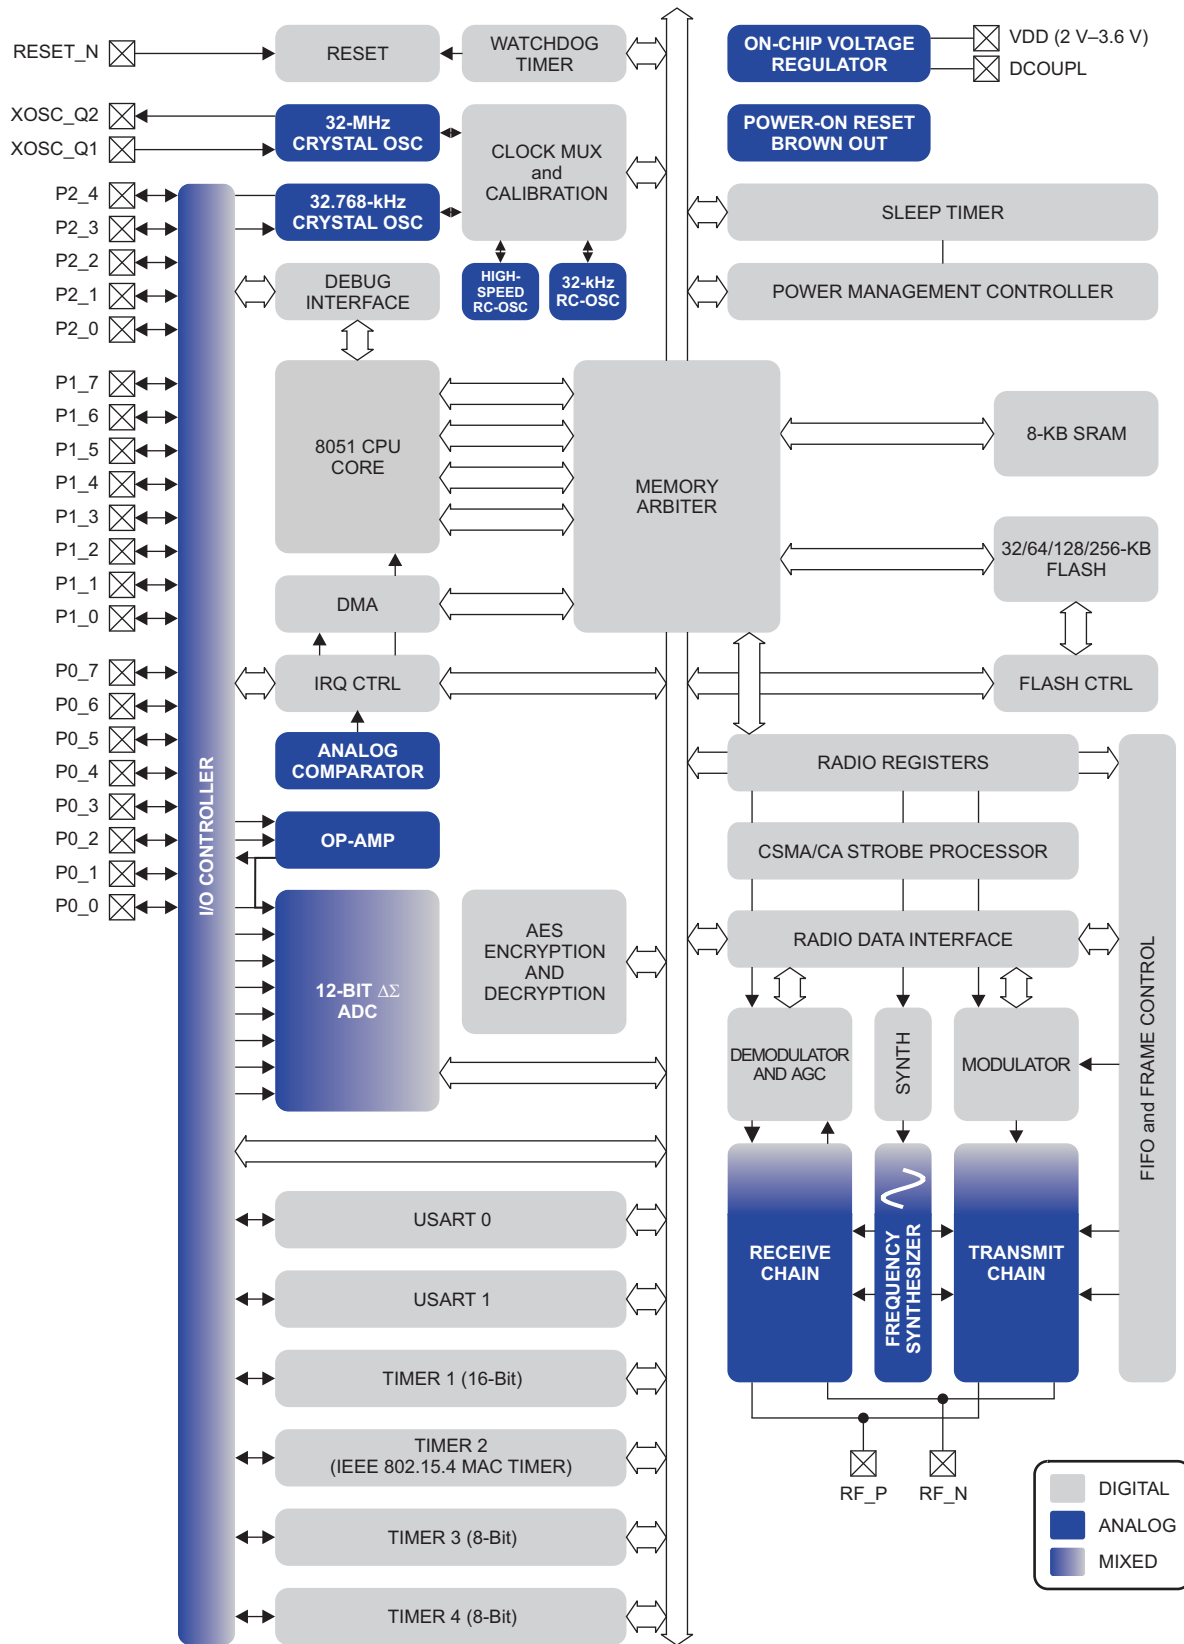 RESET_N
XOSC_Q2
XOSC_Q1
P2_4
P2_3
P2_2
P2_1
P2_0
P1_7
P1_6
P1_5
P1_4
P1_3
P1_2
P1_1
P1_0
P0_7
P0_6
P0_5
P0_4
P0_3
P0_2
P0_1
P0_0
I/O CONTROLLER
RESET
WATCHDOG
TIMER
32-MHz
CRYSTAL OSC
32.768-kHz
CRYSTAL OSC
CLOCK MUX
and
CALIBRATION
HIGH-
SPEED
RC-OSC
32-kHz
RC-OSC
DEBUG
INTERFACE
8051 CPU
CORE
DMA
IRQ CTRL
ANALOG
COMPARATOR
OP-AMP
12-BIT ΔΣ
ADC
AES
ENCRYPTION
AND
DECRYPTION
USART 0
USART 1
TIMER 1 (16-Bit)
TIMER 2
(IEEE 802.15.4 MAC TIMER)
TIMER 3 (8-Bit)
TIMER 4 (8-Bit)
MEMORY
ARBITER
ON-CHIP VOLTAGE
REGULATOR
VDD (2 V–3.6 V)
DCOUPL
POWER-ON RESET
BROWN OUT
SLEEP TIMER
POWER MANAGEMENT CONTROLLER
8-KB SRAM
32/64/128/256-KB
FLASH
FLASH CTRL
RADIO REGISTERS
CSMA/CA STROBE PROCESSOR
RADIO DATA INTERFACE
DEMODULATOR
AND AGC
SYNTH
MODULATOR
FIFO and FRAME CONTROL
RECEIVE
CHAIN
FREQUENCY
SYNTHESIZER
TRANSMIT
CHAIN
RF_P
RF_N
DIGITAL
ANALOG
MIXED